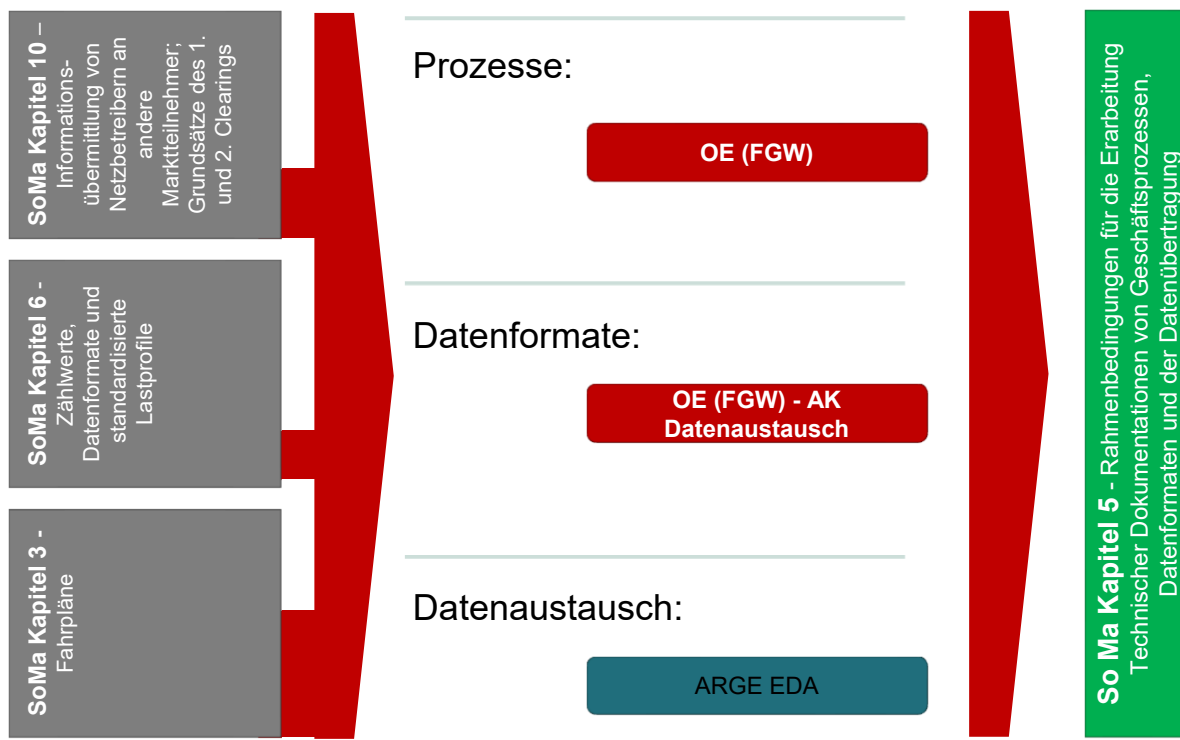 SoMa Kapitel 10 –
Informations-
übermittlung von
Netzbetreibern an
andere
Marktteilnehmer;
Grundsätze des 1.
und 2. Clearings
SoMa Kapitel 6 -
Zählwerte,
Datenformate und
standardisierte
Lastprofile
SoMa Kapitel 3 -
Fahrpläne
Prozesse:
OE (FGW)
Datenformate:
OE (FGW) - AK
Datenaustausch
Datenaustausch:
ARGE EDA
So Ma Kapitel 5 - Rahmenbedingungen für die Erarbeitung
Technischer Dokumentationen von Geschäftsprozessen,
Datenformaten und der Datenübertragung